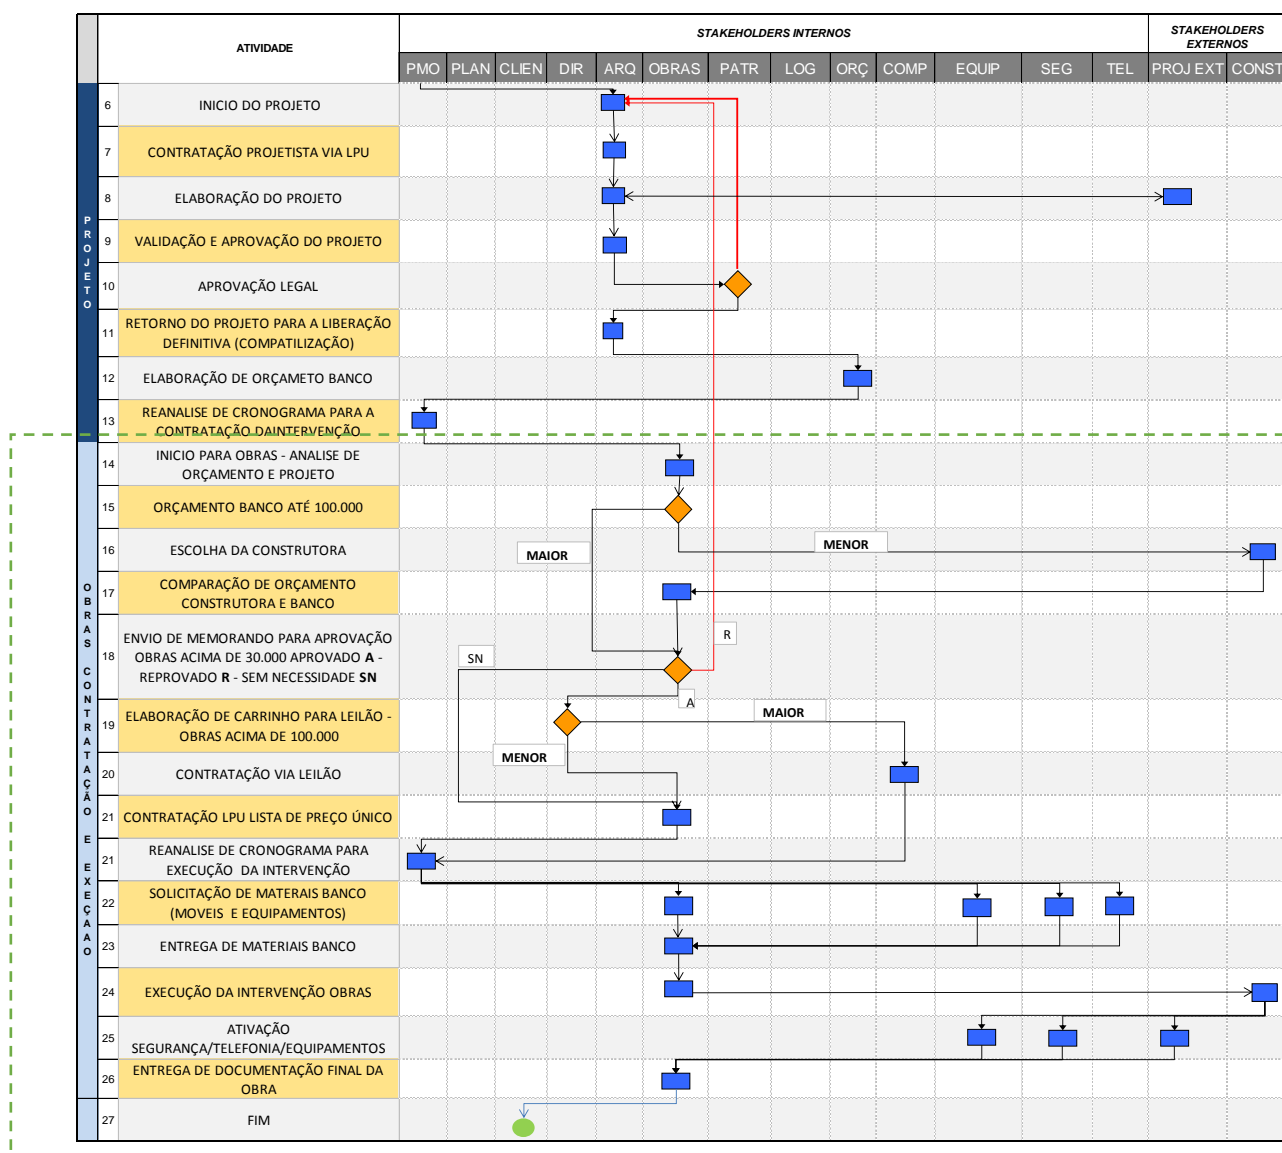 ATIVIDADE
STAKEHOLDERS INTERNOS
STAKEHOLDERS
EXTERNOS
PMO PLAN CLIEN DIR ARQ OBRAS PATR LOG ORÇ COMP EQUIP SEG TEL PROJ EXT CONST
PROJETO
6 INICIO DO PROJETO
7 CONTRATAÇÃO PROJETISTA VIA LPU
8 ELABORAÇÃO DO PROJETO
9 VALIDAÇÃO E APROVAÇÃO DO PROJETO
10 APROVAÇÃO LEGAL
11 RETORNO DO PROJETO PARA A LIBERAÇÃO
DEFINITIVA (COMPATILIZAÇÃO)
12 ELABORAÇÃO DE ORÇAMETO BANCO
13 REANALISE DE CRONOGRAMA PARA A
CONTRATAÇÃO DAINTERVENÇÃO
OBRAS CONTRATAÇÃO E EXEÇAAO
14 INICIO PARA OBRAS - ANALISE DE
ORÇAMENTO E PROJETO
15 ORÇAMENTO BANCO ATÉ 100.000
16 ESCOLHA DA CONSTRUTORA
MAIOR
MENOR
17 COMPARAÇÃO DE ORÇAMENTO
CONSTRUTORA E BANCO
18 ENVIO DE MEMORANDO PARA APROVAÇÃO
OBRAS ACIMA DE 30.000 APROVADO A -
REPROVADO R - SEM NECESSIDADE SN
R
SN
A
19 ELABORAÇÃO DE CARRINHO PARA LEILÃO -
OBRAS ACIMA DE 100.000
MAIOR
MENOR
20 CONTRATAÇÃO VIA LEILÃO
21 CONTRATAÇÃO LPU LISTA DE PREÇO ÚNICO
21 REANALISE DE CRONOGRAMA PARA
EXECUÇÃO DA INTERVENÇÃO
22 SOLICITAÇÃO DE MATERAIS BANCO
(MOVEIS E EQUIPAMENTOS)
23 ENTREGA DE MATERIAIS BANCO
24 EXECUÇÃO DA INTERVENÇÃO OBRAS
25 ATIVAÇÃO
SEGURANÇA/TELEFONIA/EQUIPAMENTOS
26 ENTREGA DE DOCUMENTAÇÃO FINAL DA
OBRA
27 FIM